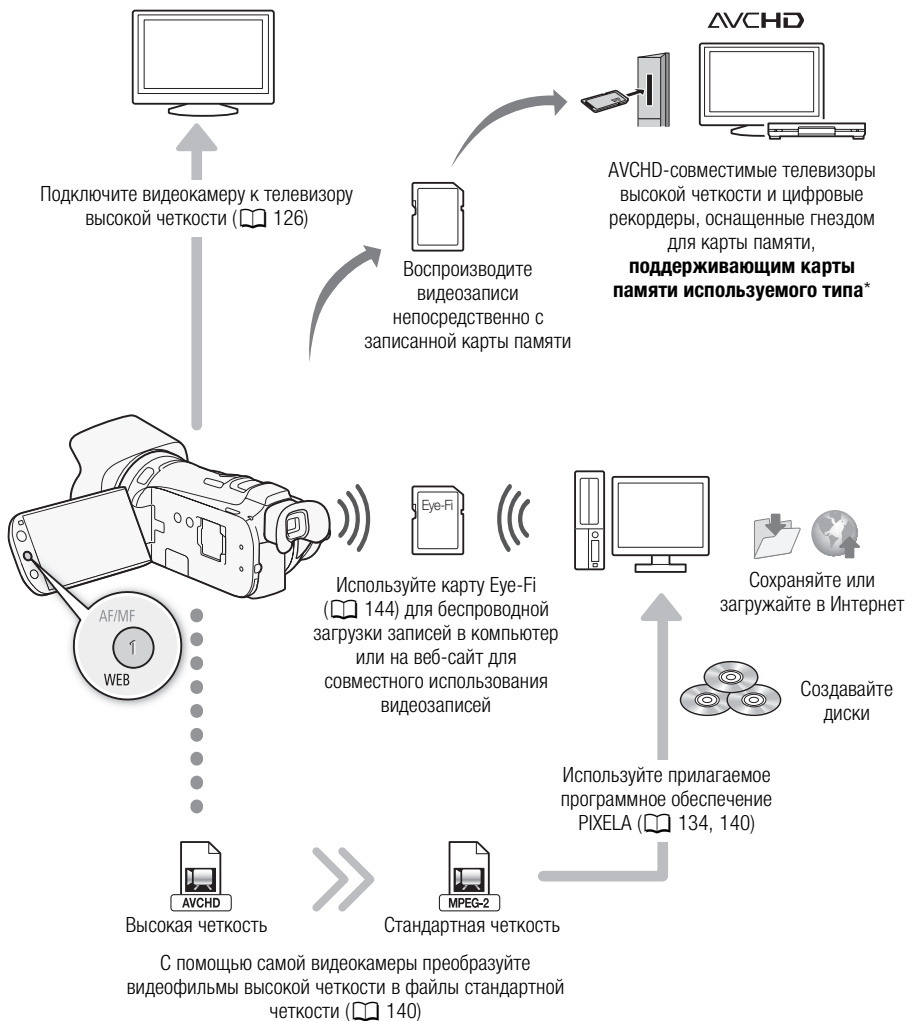 AVCHD
Подключите видеокамеру к телевизору
высокой четкости (126)
Воспроизводите
видеозаписи
непосредственно с
записанной карты памяти
AVCHD-совместимые телевизоры
высокой четкости и цифровые
рекордеры, оснащенные гнездом
для карты памяти,
поддерживающим карты
памяти используемого типа*
AF/MF
1
WEB
Eye-Fi
Используйте карту Eye-Fi
(144) для беспроводной
загрузки записей в компьютер
или на веб-сайт для
совместного использования
видеозаписей
Сохраняйте или
загружайте в Интернет
Создавайте
диски
Используйте прилагаемое
программное обеспечение
PIXELA (134, 140)
AVCHD
Высокая четкость
MPEG-2
Стандартная четкость
С помощью самой видеокамеры преобразуйте
видеофильмы высокой четкости в файлы стандартной
четкости (140)